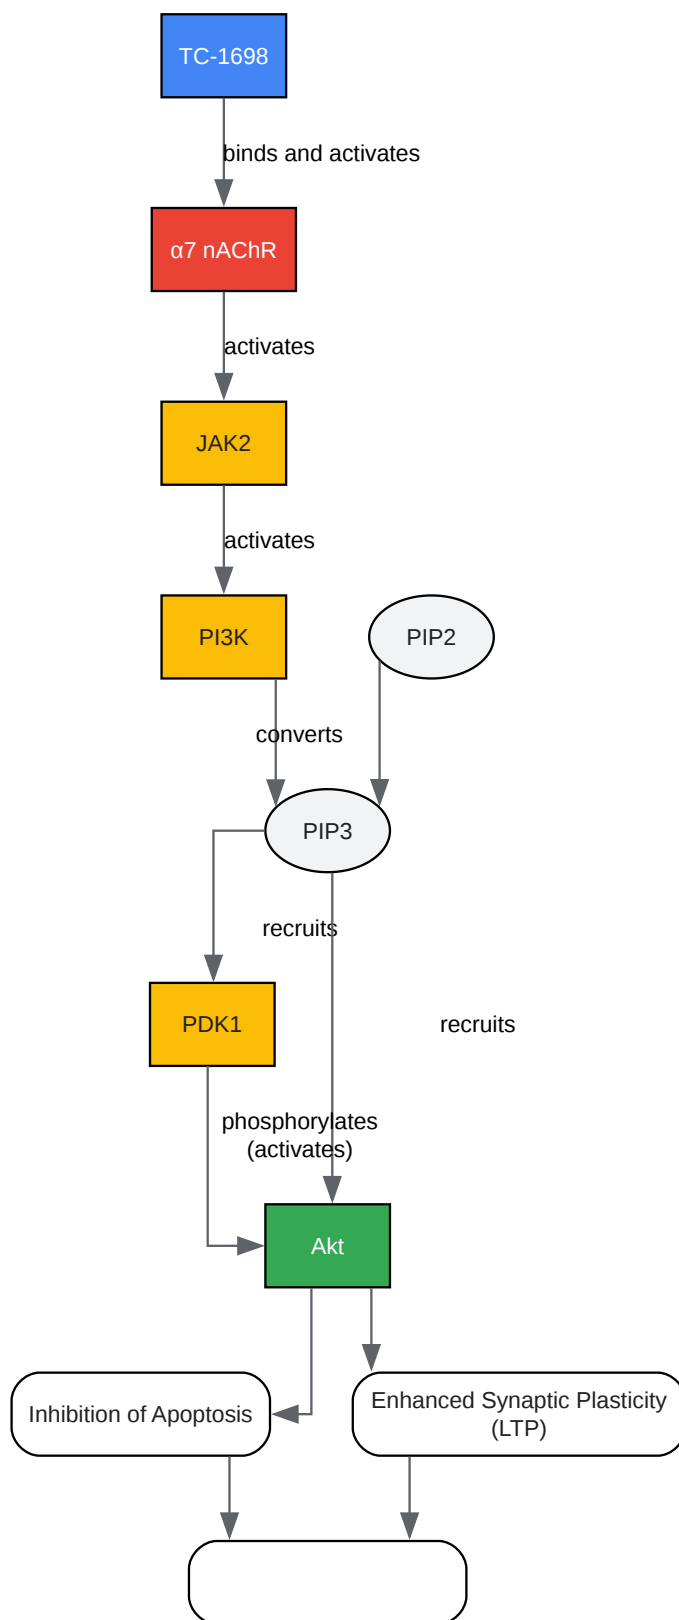 TC-1698
binds and activates
α7 nAChR
activates
JAK2
activates
PI3K
PIP2
converts
PIP3
recruits
PDK1
recruits
phosphorylates
(activates)
Akt
Inhibition of Apoptosis
Enhanced Synaptic Plasticity
(LTP)